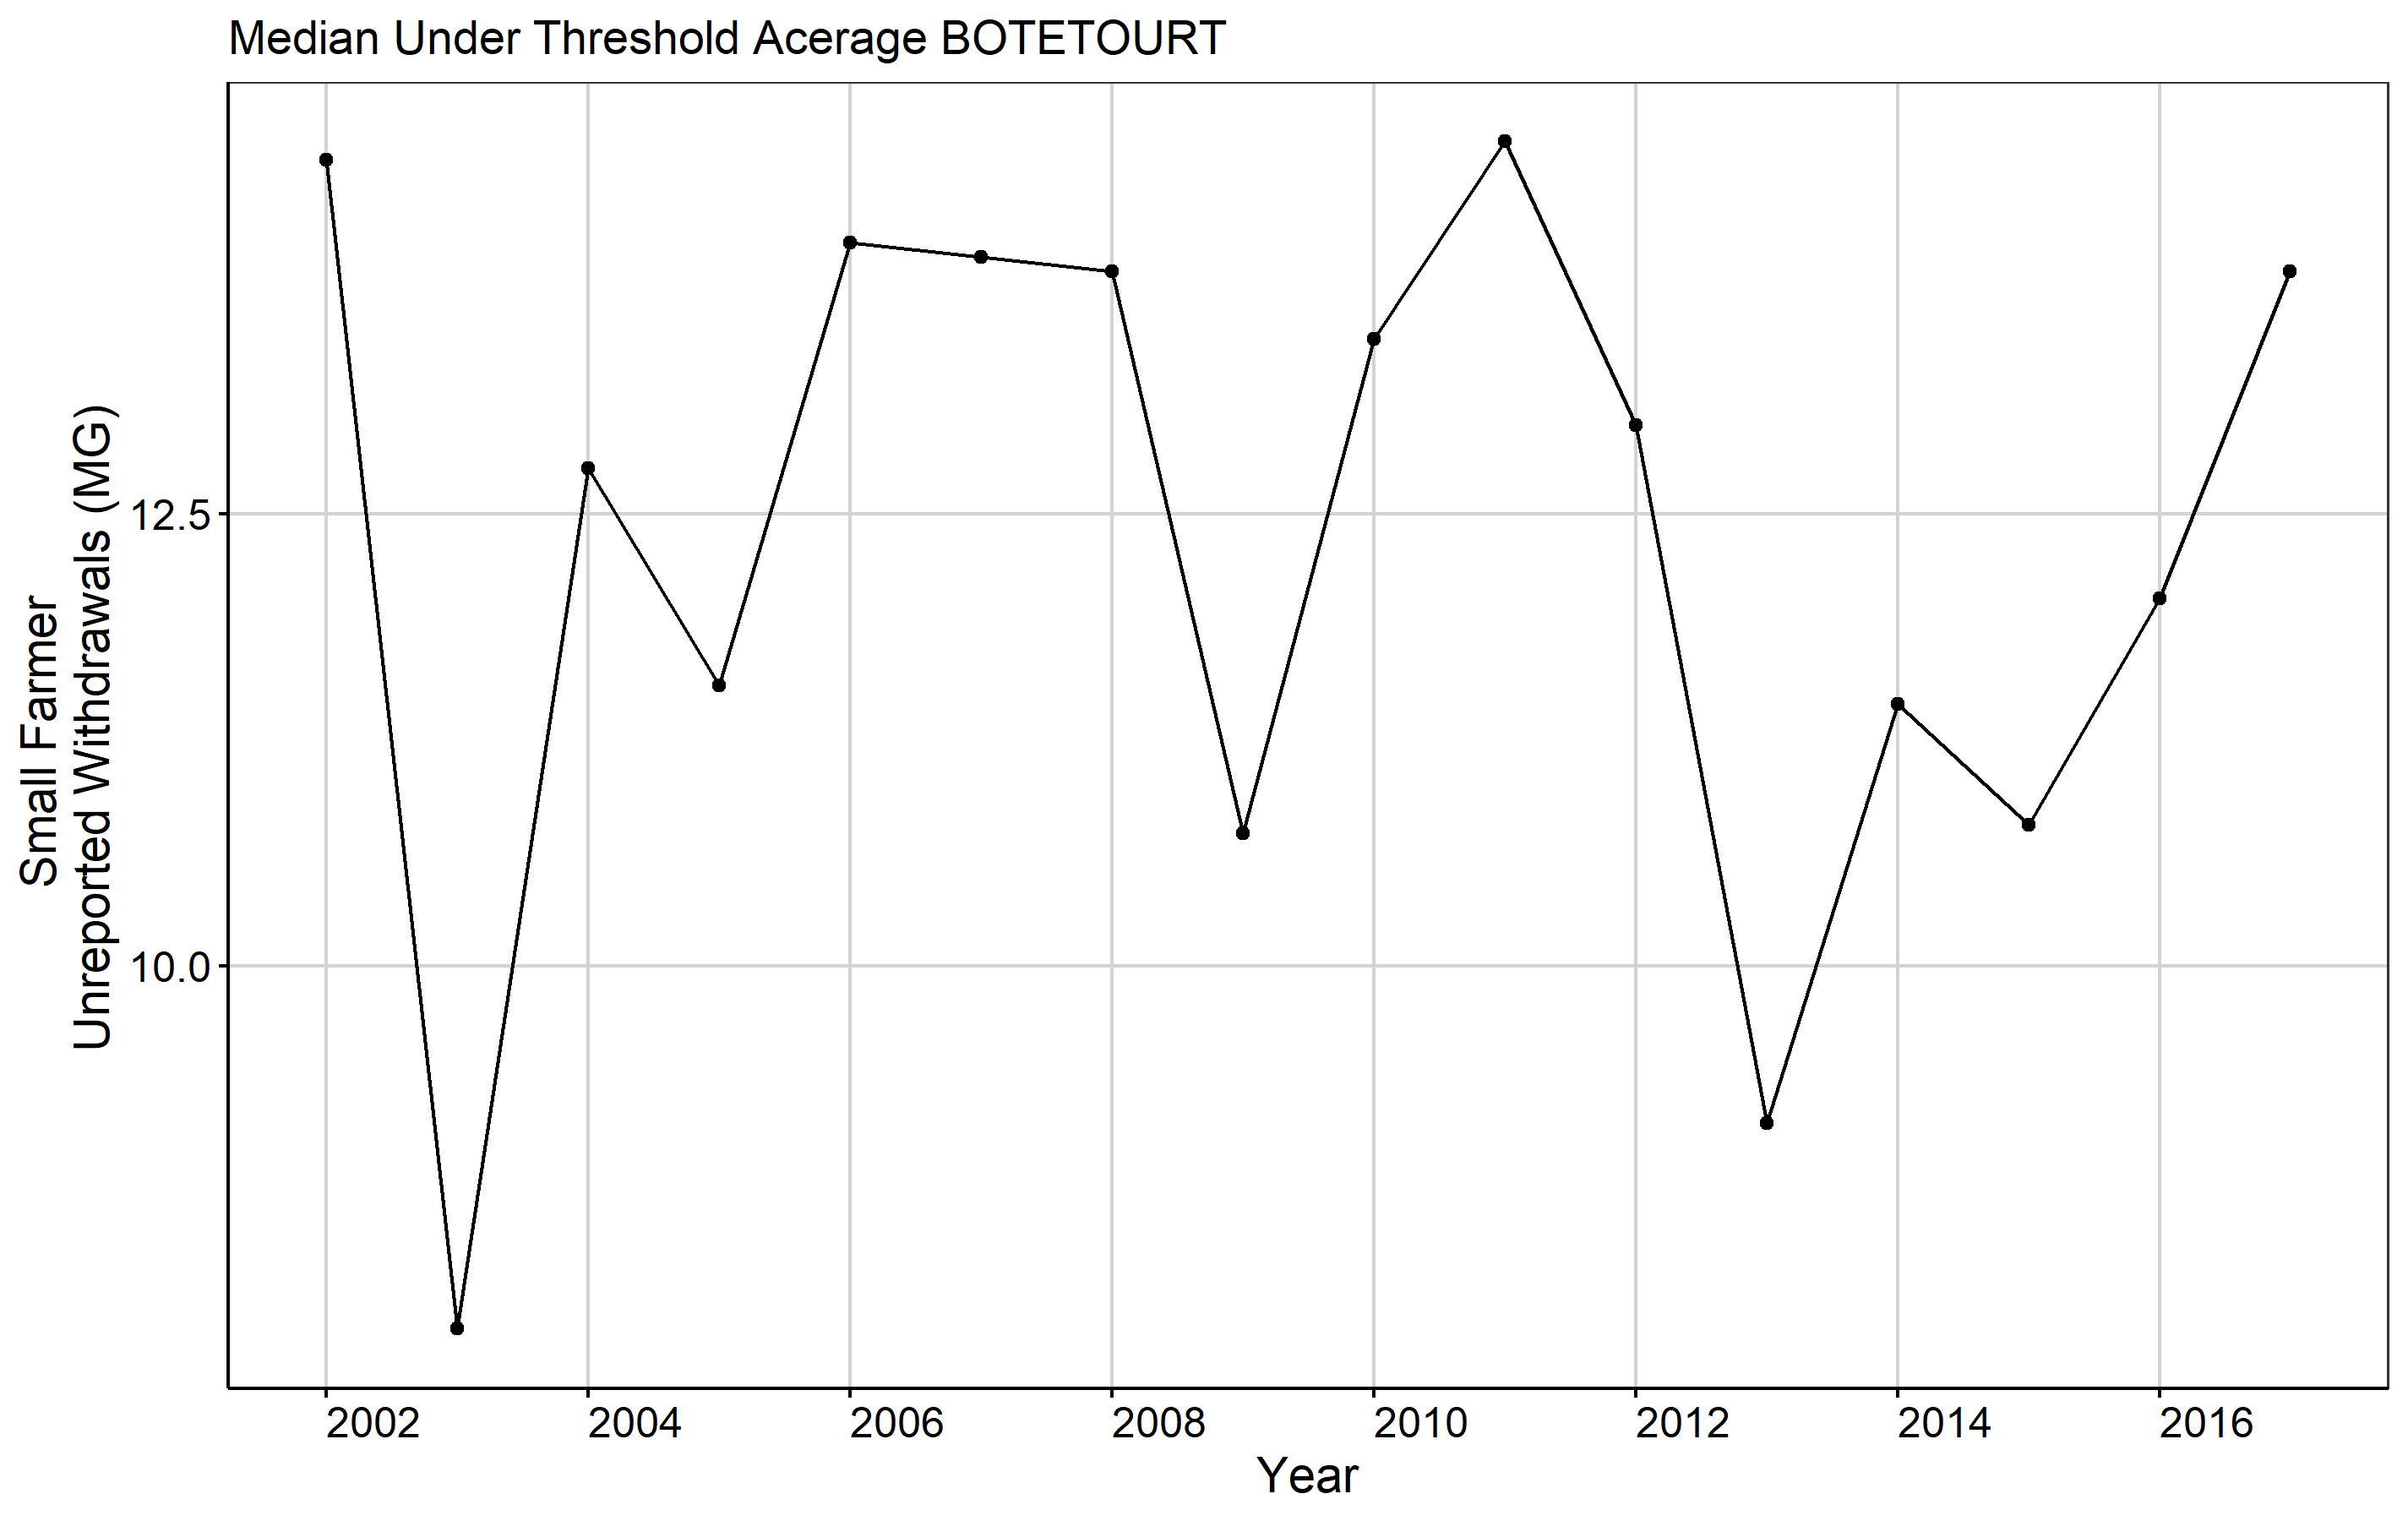 Median Under Threshold Acerage BOTETOURT
Small Farmer
Unreported Withdrawals (MG)
12.5
10.0
2002
2004
2006
2008
2010
2012
2014
2016
Year